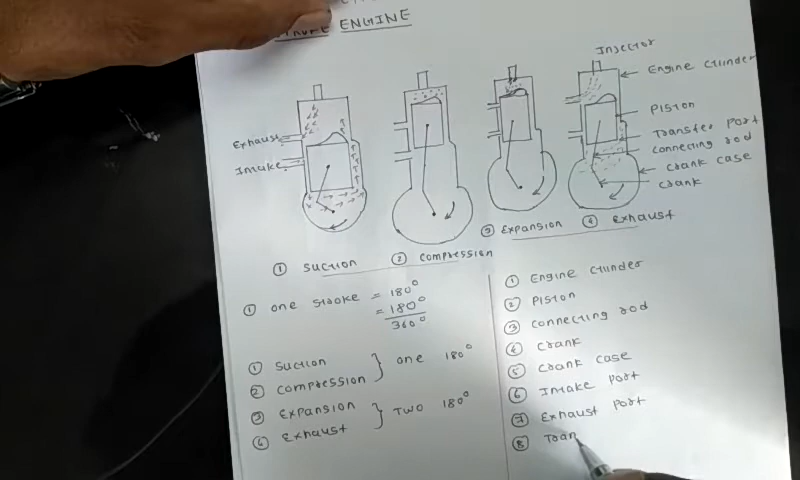 ENGINE
Injector
Engine Cylinder
Exhaust
Intake
Piston
Transfer port
Connecting rod
Crank case
Crank
① Suction
② Compression
③ Expansion
④ Exhaust
① One stroke = 180°
= 180°
360°
① Suction
② Compression } One 180°
③ Expansion
④ Exhaust } Two 180°
① Engine Cylinder
② Piston
③ Connecting rod
④ Crank
⑤ Crank case
⑥ Intake port
⑦ Exhaust port
⑧ Tran